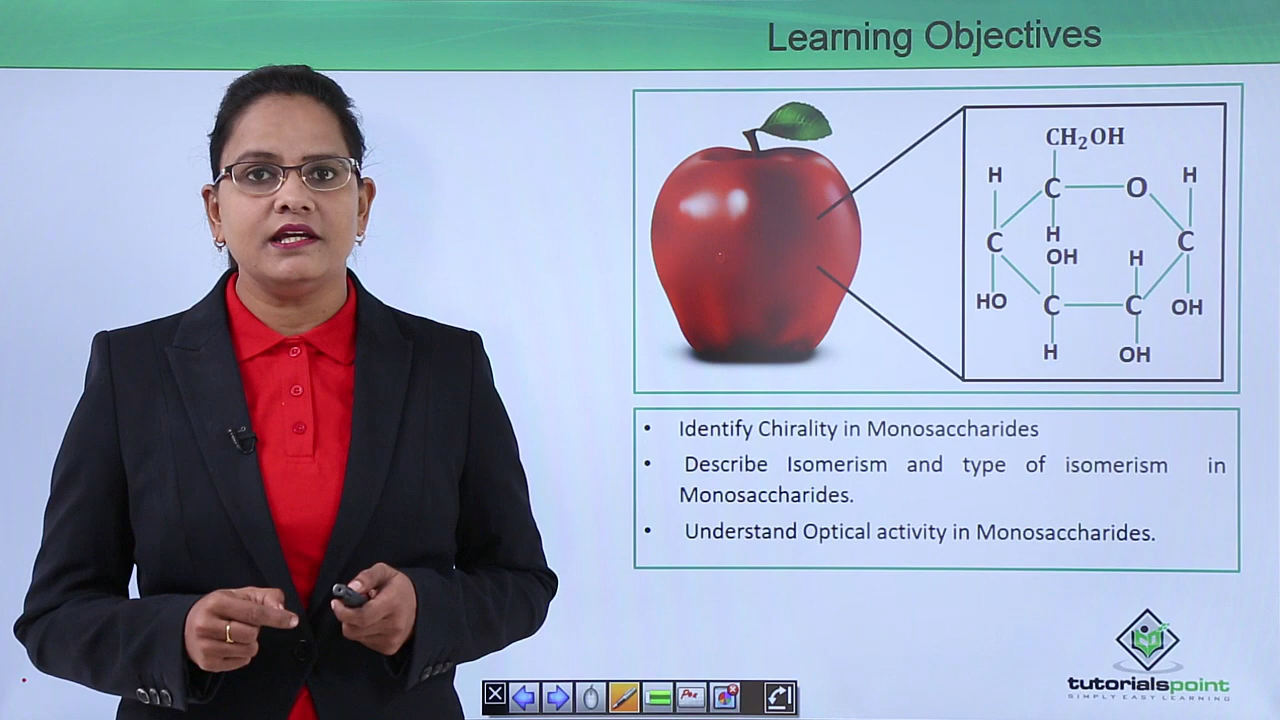 Learning Objectives
CH₂OH
H
H
C
O
H
C
OH
H
C
HO
C
C
OH
H
OH
• Identify Chirality in Monosaccharides
• Describe Isomerism and type of isomerism in
Monosaccharides.
• Understand Optical activity in Monosaccharides.
Pen
tutorialspoint
SIMPLY EASY LEARNING